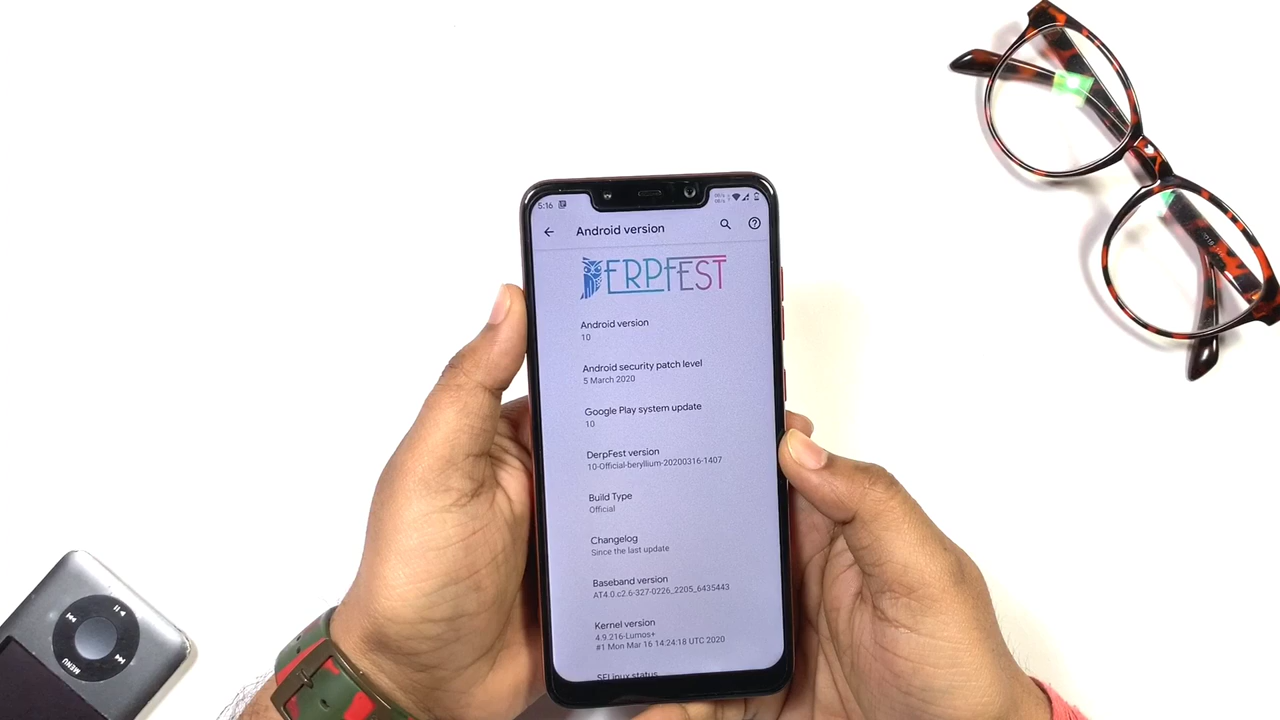 5:16
Android version
DERPFEST
Android version
10
Android security patch level
5 March 2020
Google Play system update
10
DerpFest version
10-Official-beryllium-20200316-1407
Build Type
Official
Changelog
Since the last update
Baseband version
AT4.0.c2.6-327-0226_2205_6435443
Kernel version
4.9.216-Lumos+
#1 Mon Mar 16 14:24:18 UTC 2020
SELinux status
MENU